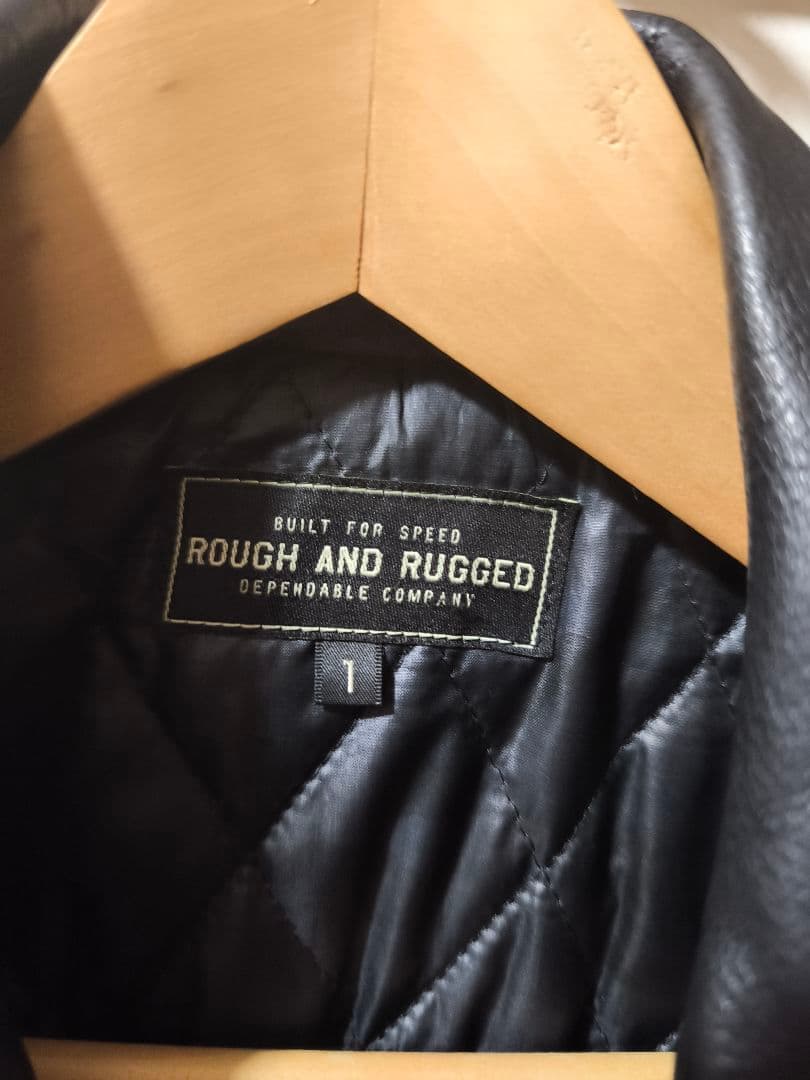 BUILT FOR SPEED
ROUGH AND RUGGED
DEPENDABLE COMPANY
1